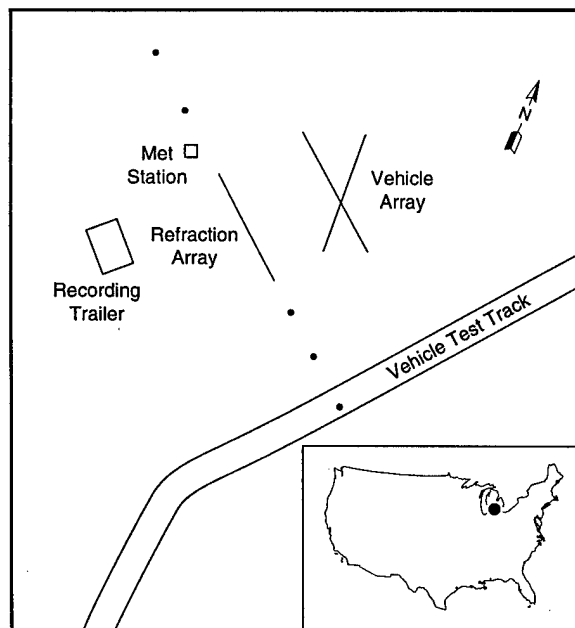 N
Met
Station
Vehicle
Array
Refraction
Array
Recording
Trailer
Vehicle Test Track